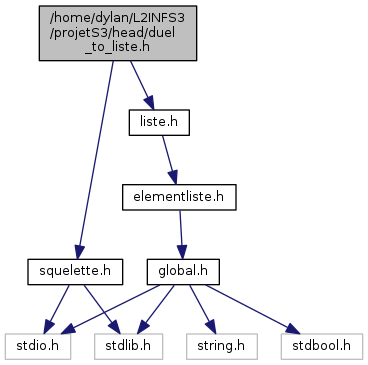 /home/dylan/L2INFS3
/projetS3/head/duel
_to_liste.h
liste.h
elementliste.h
squelette.h
global.h
stdio.h
stdlib.h
string.h
stdbool.h